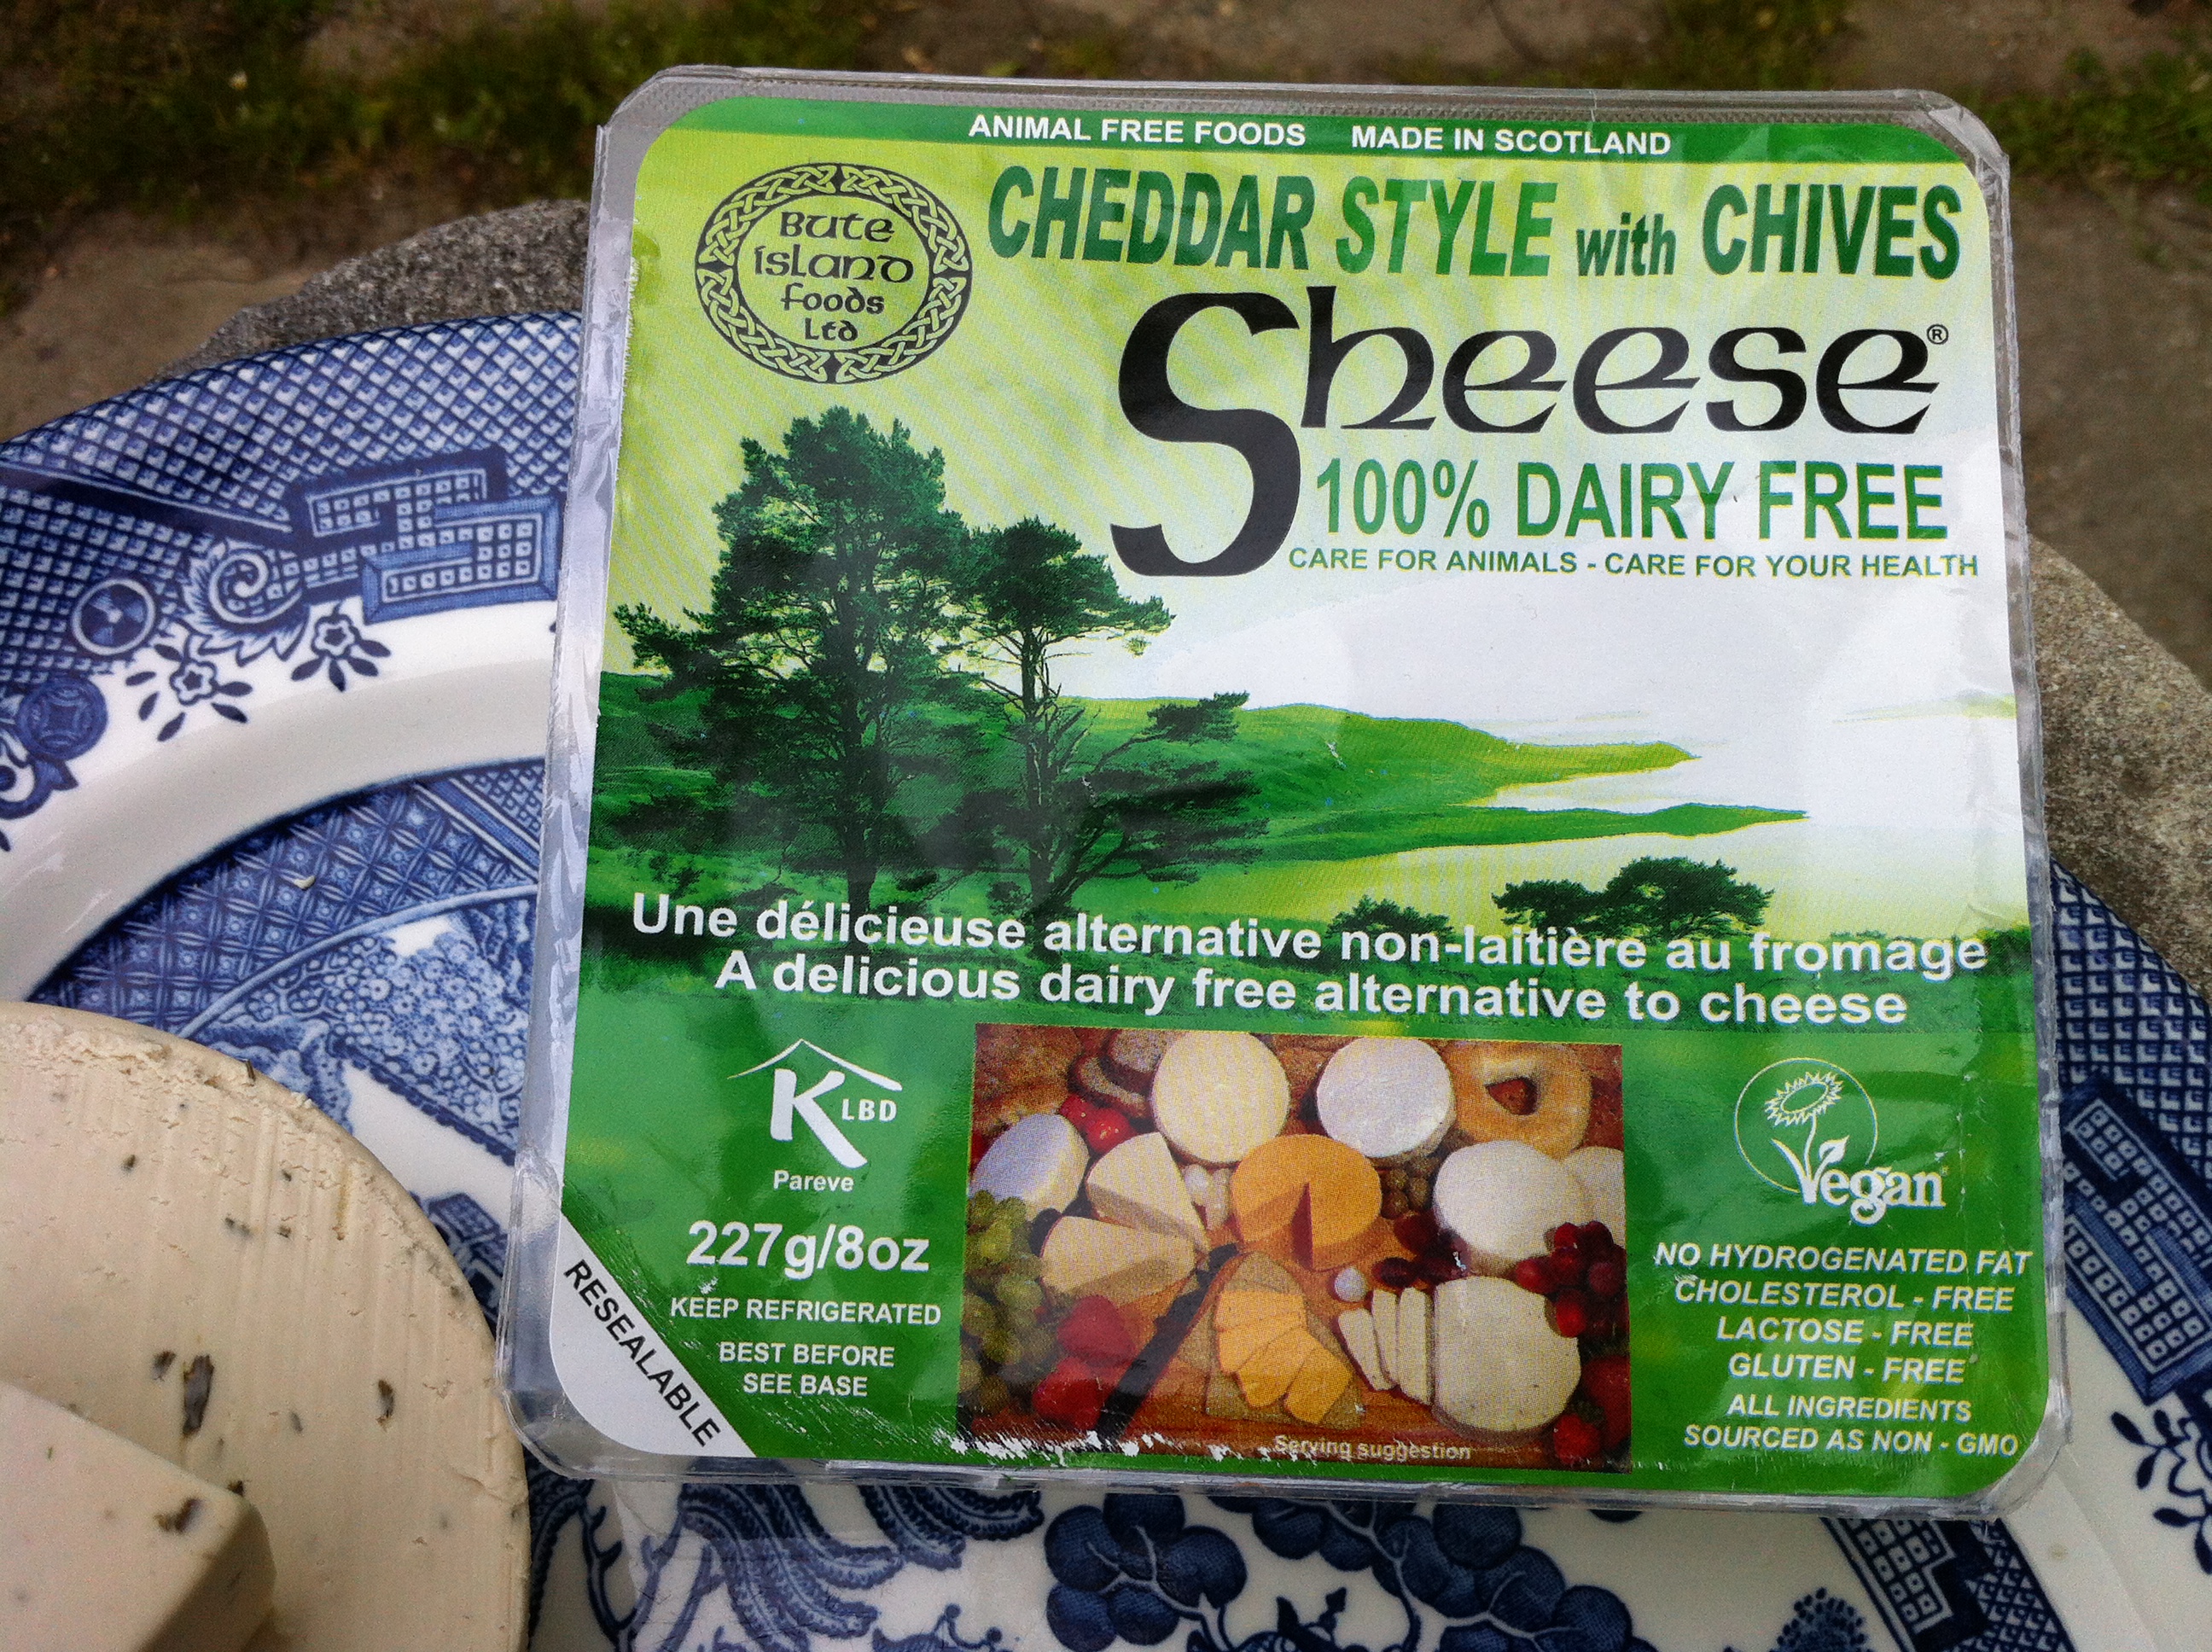 ANIMAL FREE FOODS MADE IN SCOTLAND
Bute
island
foods
Ltd
CHEDDAR STYLE with CHIVES
Sheese®
100% DAIRY FREE
CARE FOR ANIMALS - CARE FOR YOUR HEALTH
Une délicieuse alternative non-laitière au fromage
A delicious dairy free alternative to cheese
K LBD
Pareve
227g/8oz
KEEP REFRIGERATED
BEST BEFORE
SEE BASE
RESEALABLE
Serving suggestion
Vegan
NO HYDROGENATED FAT
CHOLESTEROL - FREE
LACTOSE - FREE
GLUTEN - FREE
ALL INGREDIENTS
SOURCED AS NON - GMO